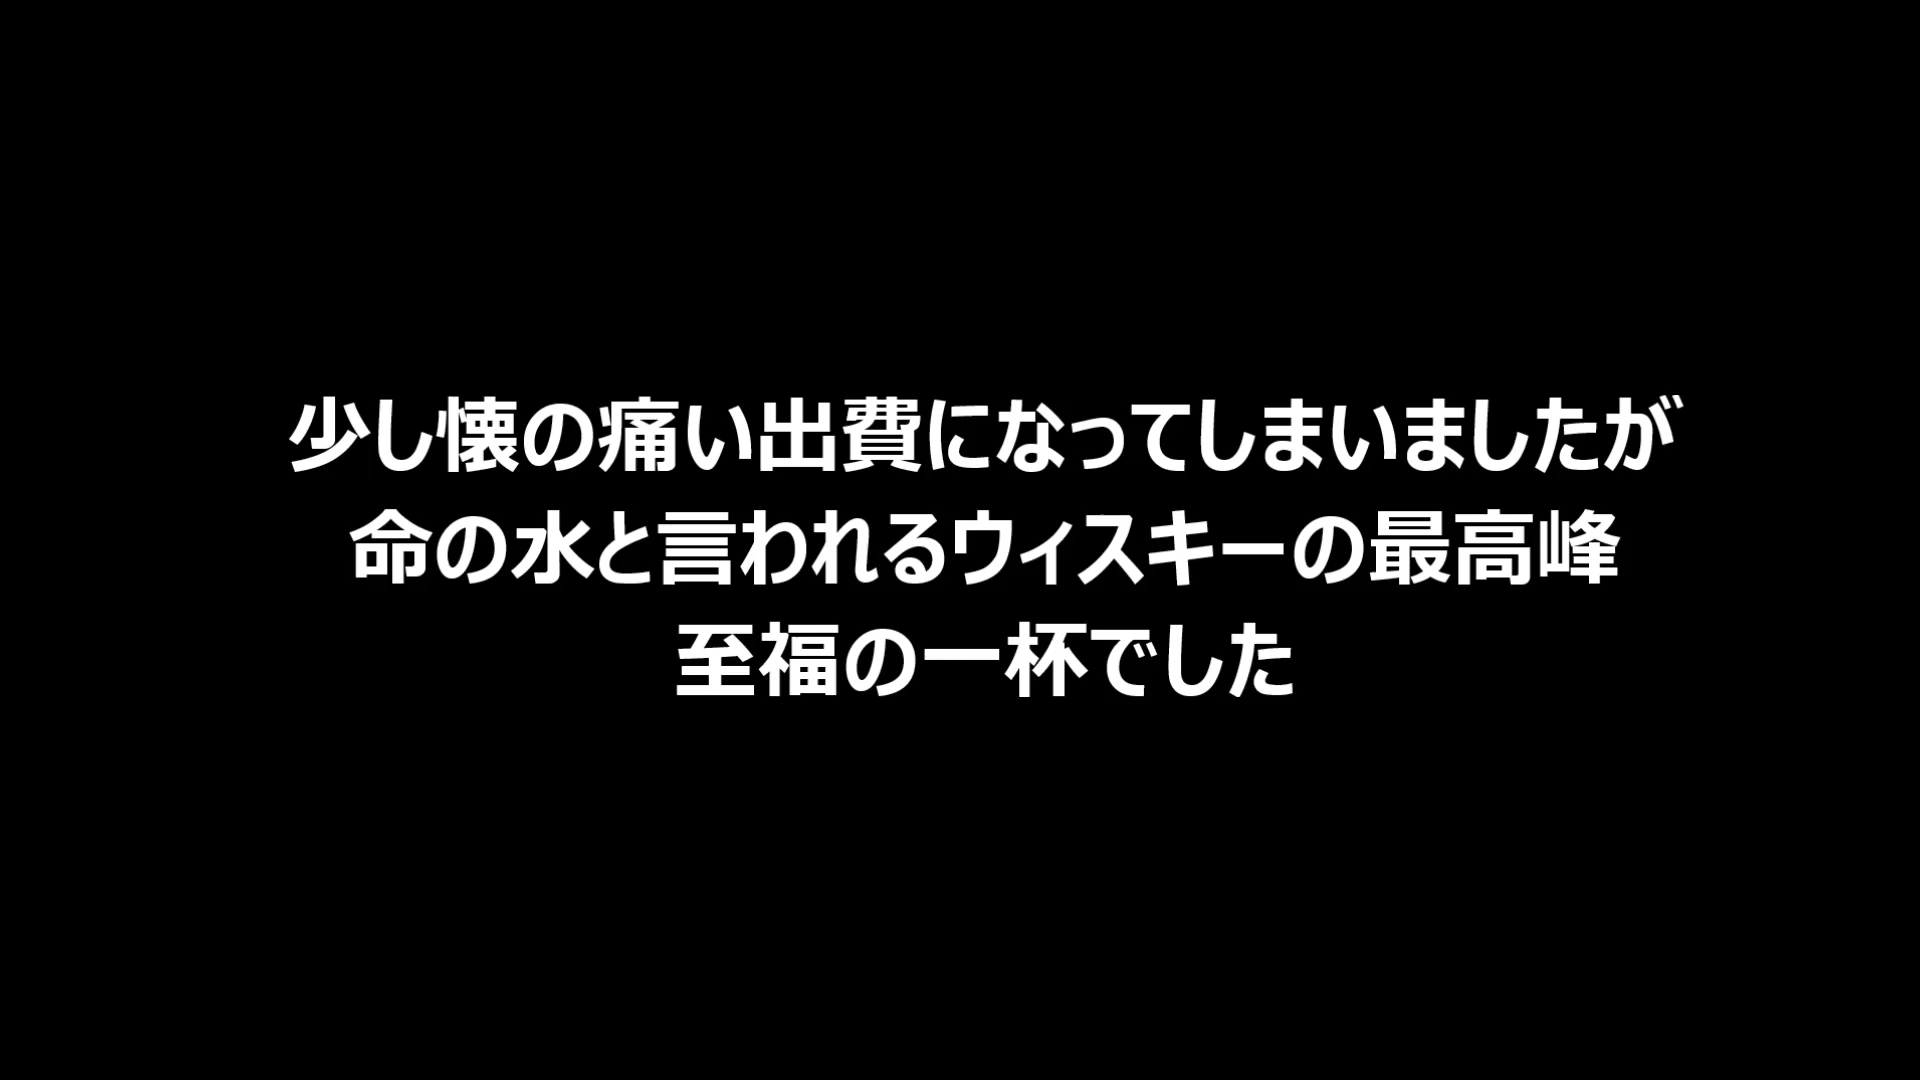 少し懐の痛い出費になってしまいましたが
命の水と言われるウィスキーの最高峰
至福の一杯でした